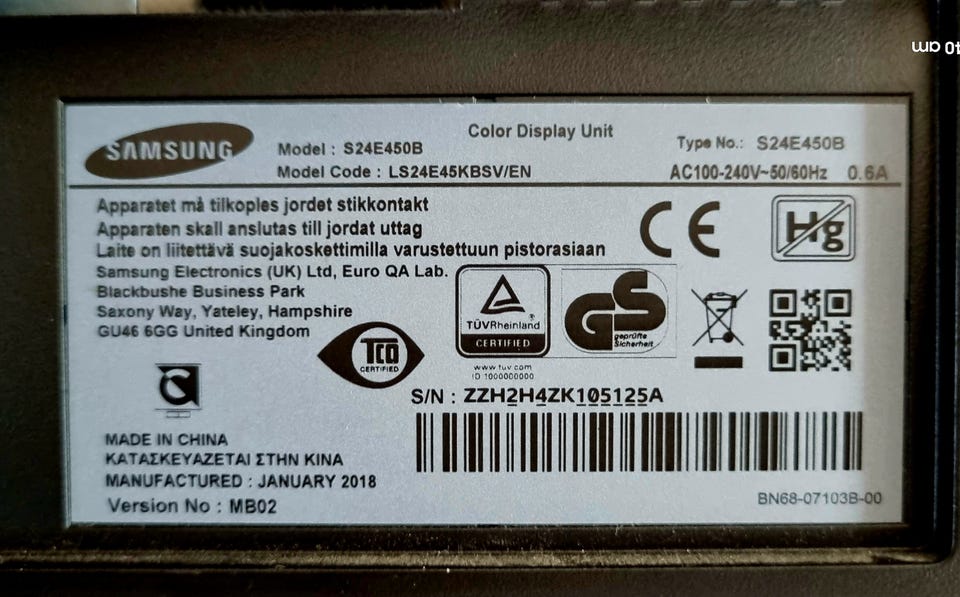 Color Display Unit
SAMSUNG
Model : S24E450B
Type No.: S24E450B
Model Code : LS24E45KBSV/EN
AC100-240V~50/60Hz 0.6A
Apparatet må tilkoples jordet stikkontakt
Apparaten skall anslutas till jordat uttag
Laite on liitettävä suojakoskettimilla varustettuun pistorasiaan
CE
Hg
Samsung Electronics (UK) Ltd, Euro QA Lab.
Blackbushe Business Park
Saxony Way, Yateley, Hampshire
GU46 6GG United Kingdom
TCO
CERTIFIED
TÜVRheinland®
CERTIFIED
www.tuv.com
ID 1000000000
GS
geprüfte
Sicherheit
S/N : ZZH2H4ZK105125A
MADE IN CHINA
ΚΑΤΑΣΚΕΥΑΖΕΤΑΙ ΣΤΗΝ ΚΙΝΑ
MANUFACTURED : JANUARY 2018
Version No : MB02
BN68-07103B-00